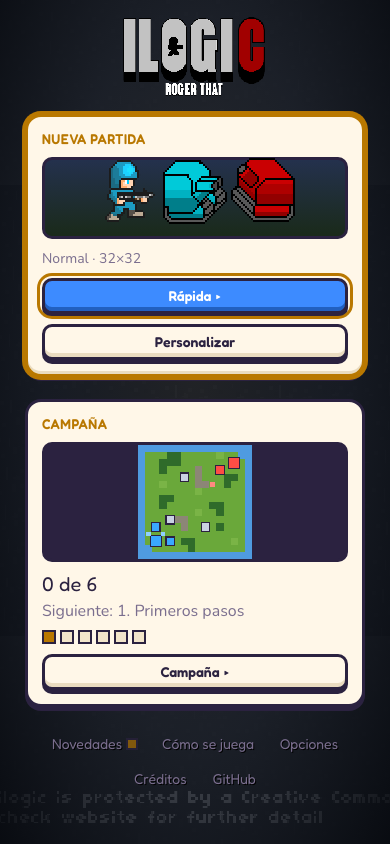 ILOGIC
ROGER THAT
NUEVA PARTIDA
Normal · 32×32
Rápida ▸
Personalizar
CAMPAÑA
0 de 6
Siguiente: 1. Primeros pasos
Campaña ▸
Novedades Cómo se juega Opciones
Créditos GitHub
logic is protected by a Creative Commo
check website for further detail